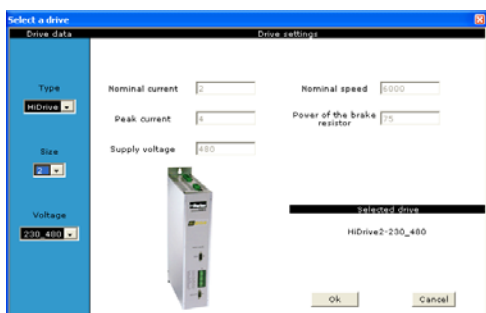 Select a drive
Drive data
Drive settings
Type
HiDrive
Size
2
Voltage
230_480
Nominal current 2
Nominal speed 6000
Peak current 4
Power of the brake
resistor 75
Supply voltage 480
Selected drive
HiDrive2-230_480
Ok
Cancel